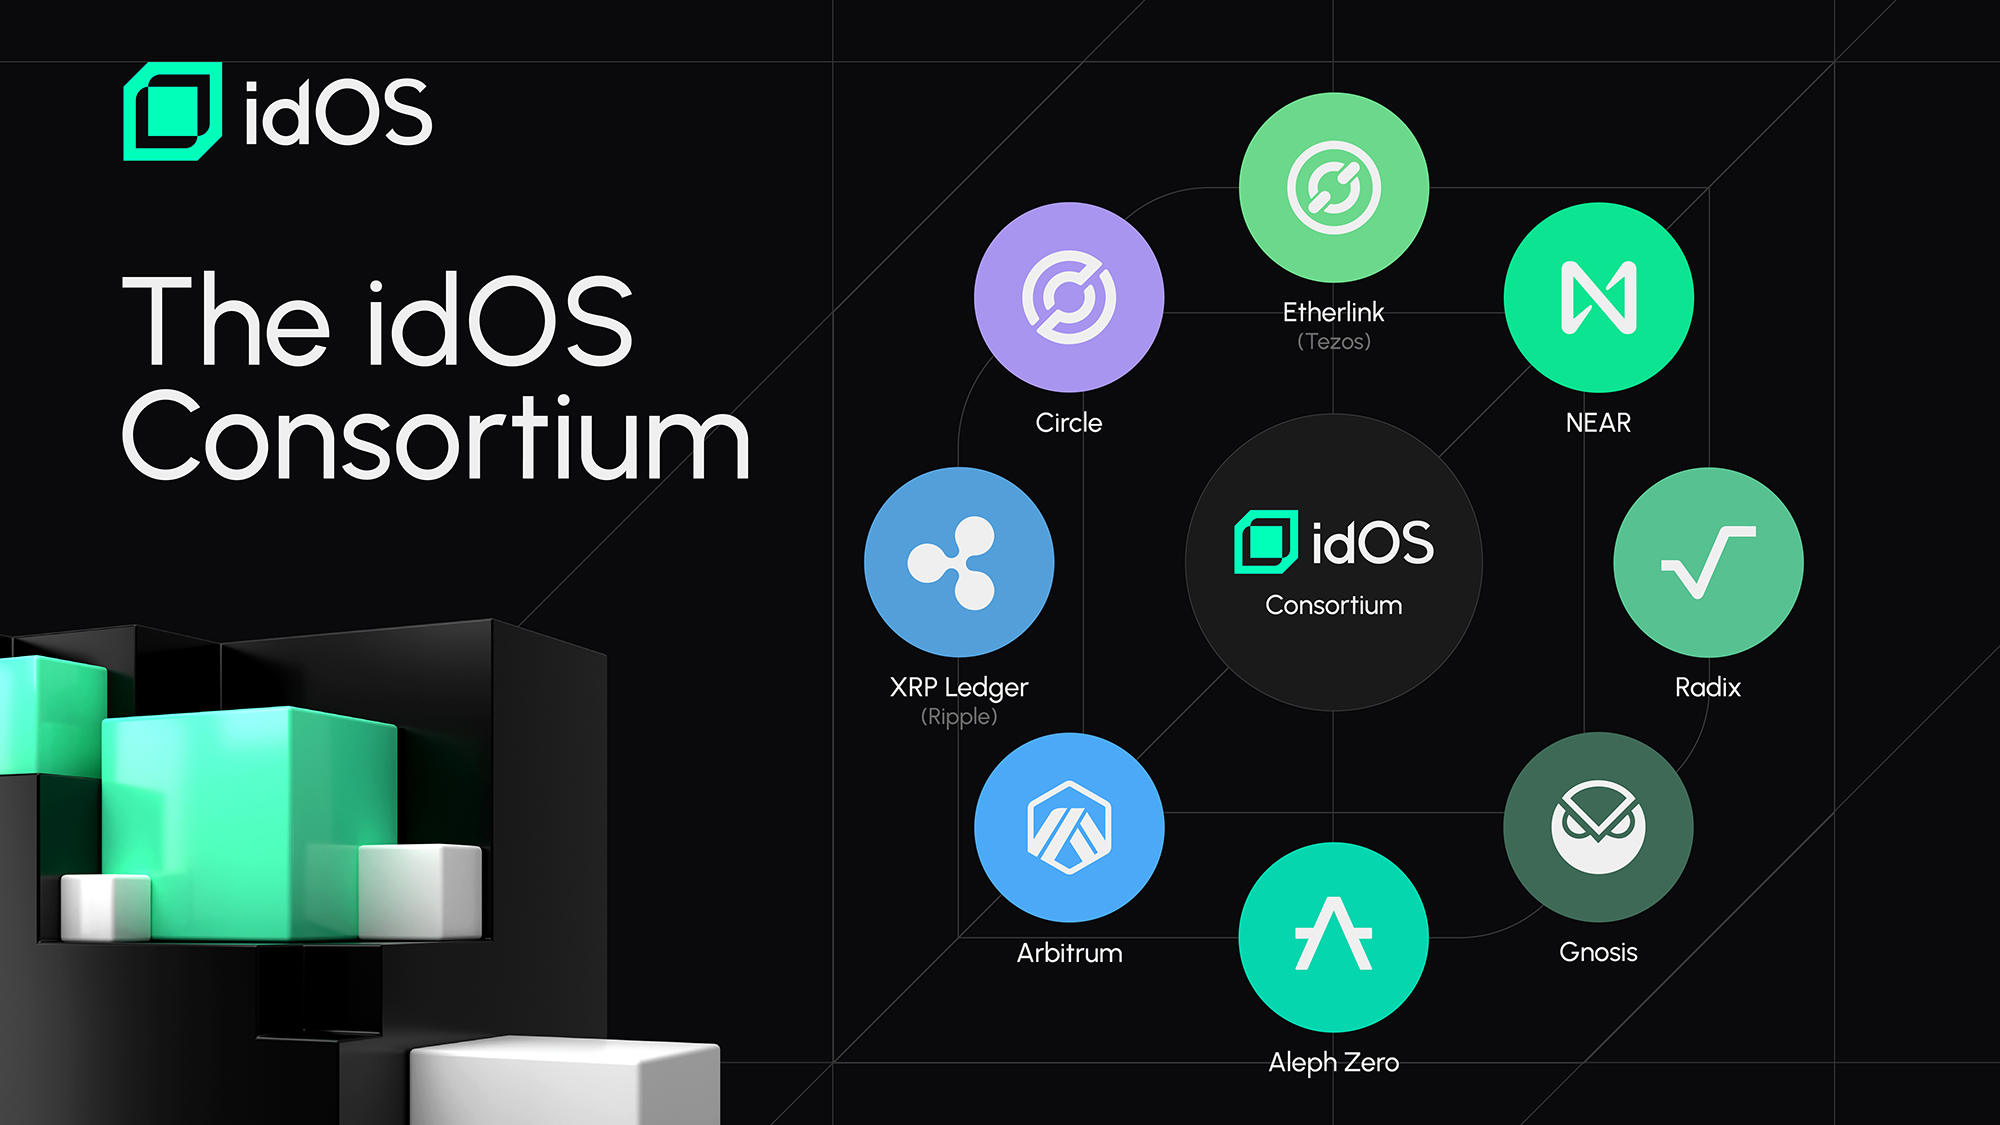 idOS
The idOS
Consortium
Etherlink
(Tezos)
Circle
NEAR
idOS
Consortium
XRP Ledger
(Ripple)
Radix
Arbitrum
Gnosis
Aleph Zero